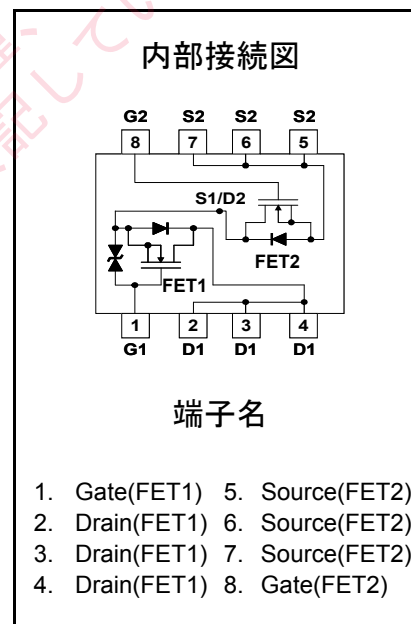 内部接続図
G2 S2 S2 S2
8 7 6 5
S1/D2
FET2
FET1
1 2 3 4
G1 D1 D1 D1
端子名
1. Gate(FET1) 5. Source(FET2)
2. Drain(FET1) 6. Source(FET2)
3. Drain(FET1) 7. Source(FET2)
4. Drain(FET1) 8. Gate(FET2)